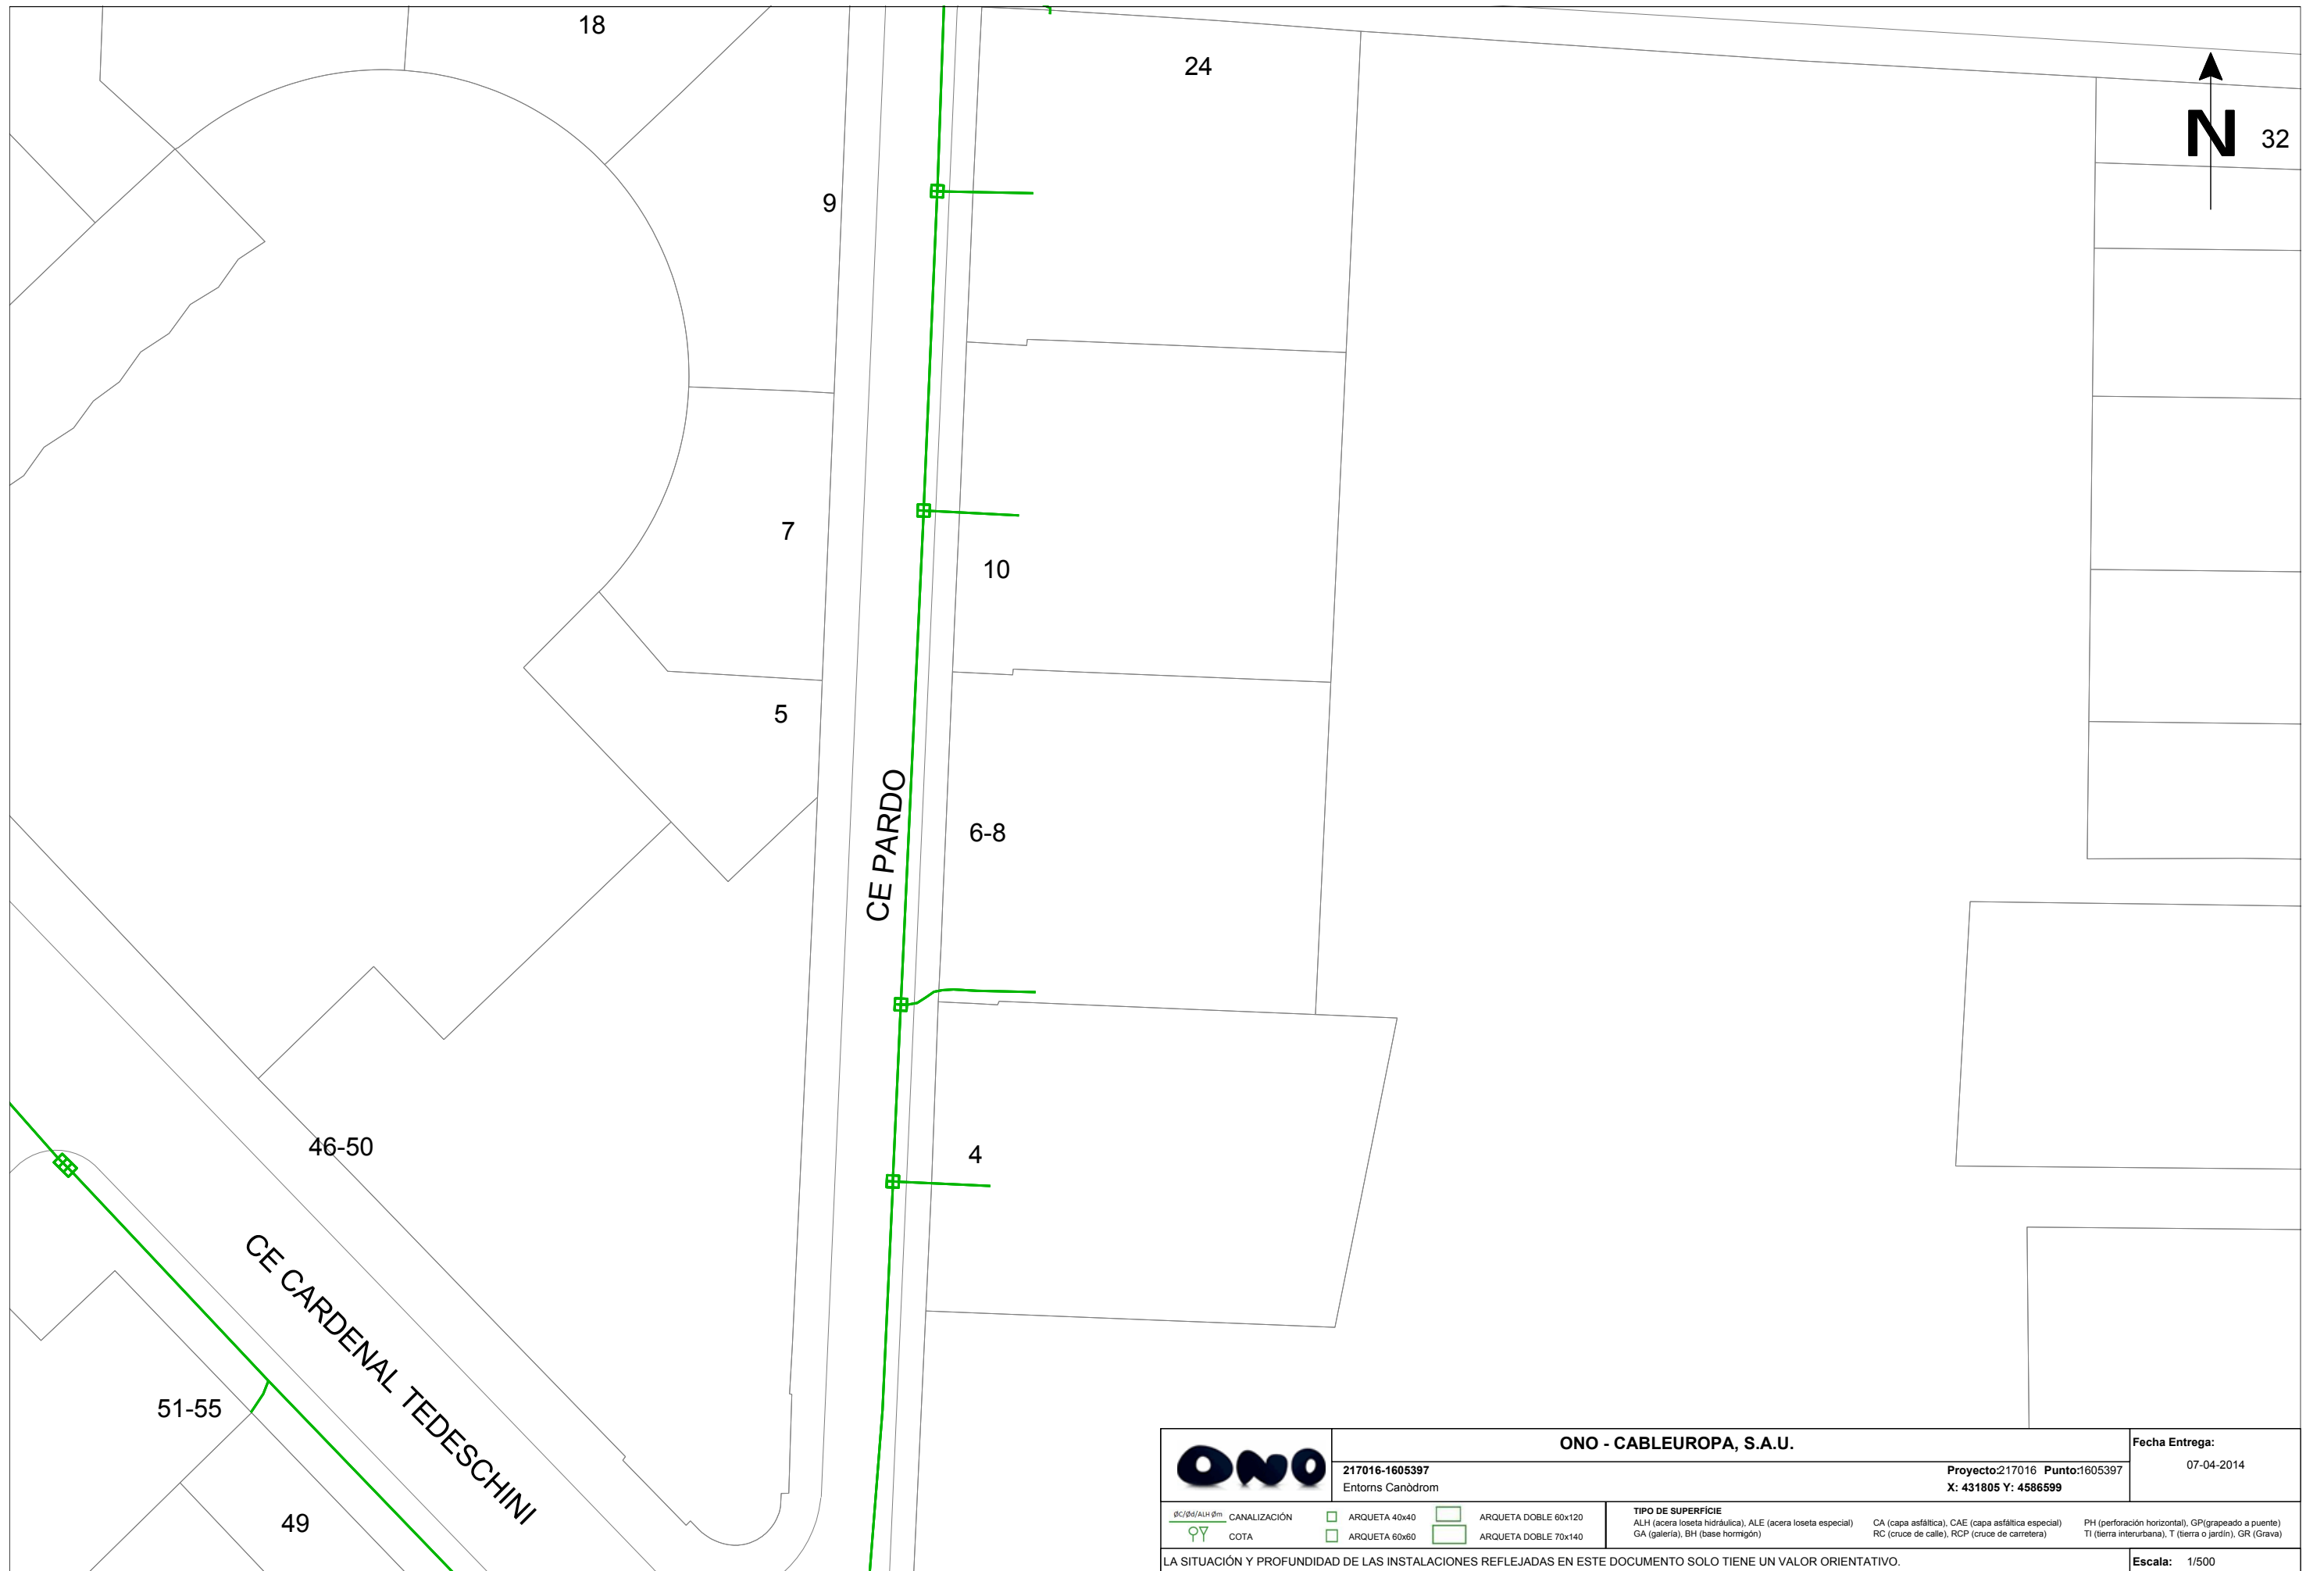 18
24
N
32
9
7
10
5
CE PARDO
6-8
46-50
4
CE CARDENAL TEDESCHINI
51-55
49
ONO
ONO - CABLEUROPA, S.A.U.
Fecha Entrega:
07-04-2014
217016-1605397
Entorns Canòdrom
Proyecto:217016 Punto:1605397
X: 431805 Y: 4586599
ØC/Ød/ALH Øm CANALIZACIÓN
COTA
ARQUETA 40x40
ARQUETA 60x60
ARQUETA DOBLE 60x120
ARQUETA DOBLE 70x140
TIPO DE SUPERFÍCIE
ALH (acera loseta hidráulica), ALE (acera loseta especial)
GA (galería), BH (base hormigón)
CA (capa asfáltica), CAE (capa asfáltica especial)
RC (cruce de calle), RCP (cruce de carretera)
PH (perforación horizontal), GP(grapeado a puente)
TI (tierra interurbana), T (tierra o jardín), GR (Grava)
LA SITUACIÓN Y PROFUNDIDAD DE LAS INSTALACIONES REFLEJADAS EN ESTE DOCUMENTO SOLO TIENE UN VALOR ORIENTATIVO.
Escala: 1/500